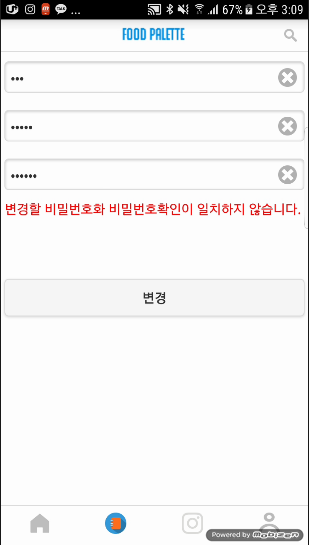 67% 오후 3:09
FOOD PALETTE
•••
•••••
••••••
변경할 비밀번호화 비밀번호확인이 일치하지 않습니다.
변경
Powered by Mobizen